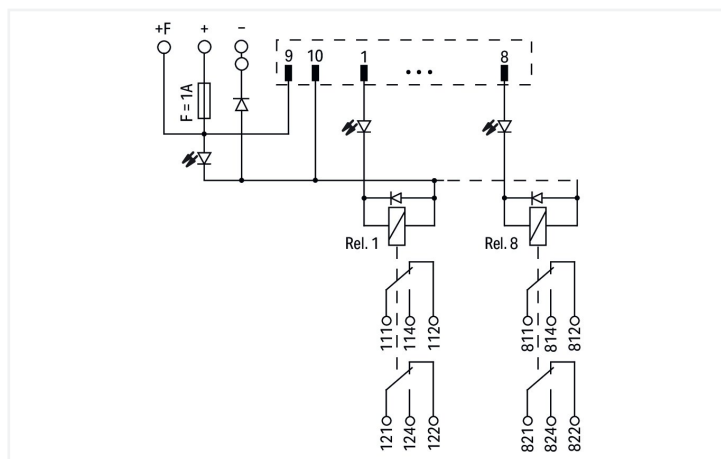 +F + –
9 10 1 ••• 8
F = 1A
Rel. 1 Rel. 8
111 114 112 811 814 812
121 124 122 821 824 822